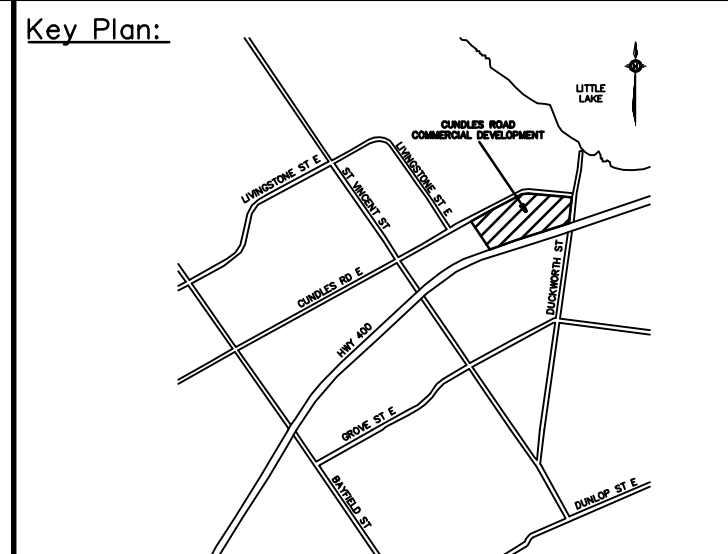 Key Plan:
LITTLE
LAKE
CUNDLES ROAD
COMMERCIAL DEVELOPMENT
LIVINGSTONE ST E
LIVINGSTONE ST E
ST VINCENT ST
CUNDLES RD E
DUCKWORTH ST
HWY 400
GROVE ST E
BAYFIELD ST
DUNLOP ST E